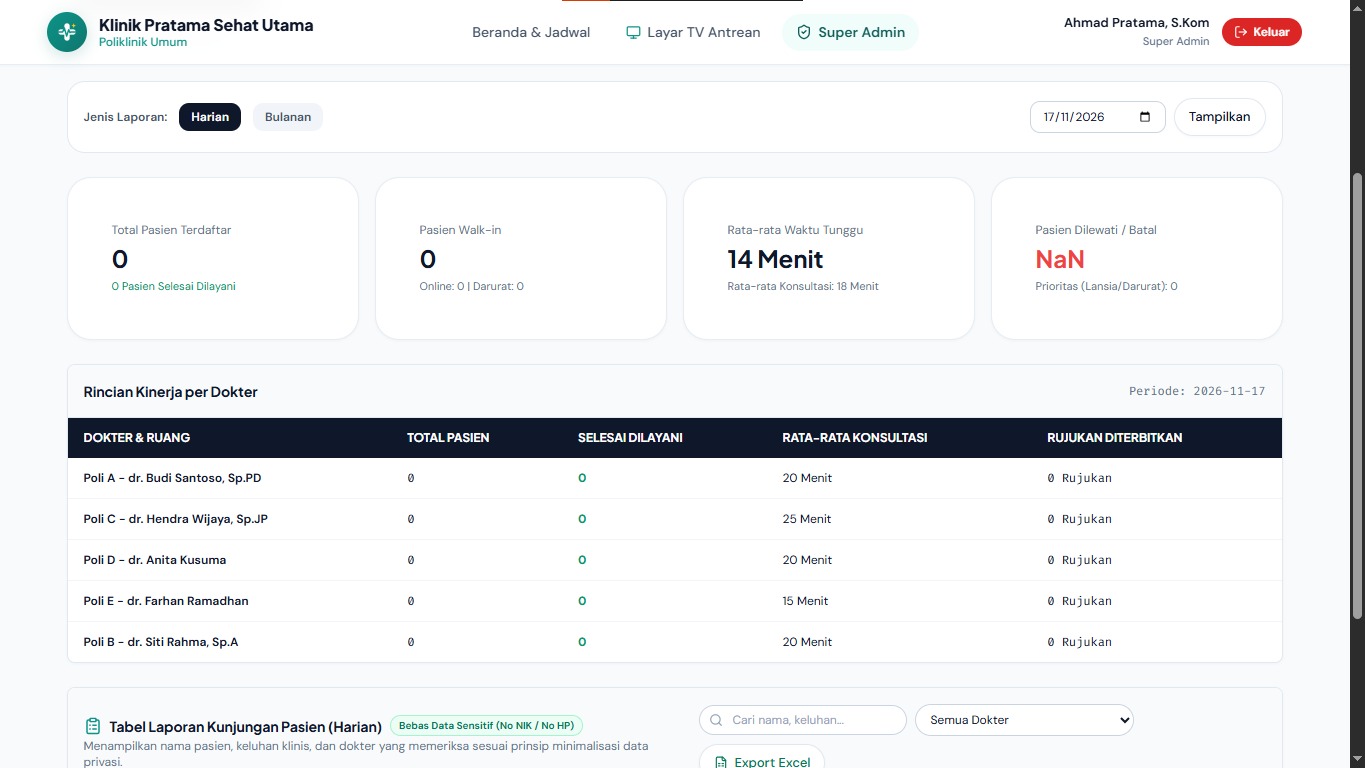 Klinik Pratama Sehat Utama
Poliklinik Umum
Beranda & Jadwal
Layar TV Antrean
Super Admin
Ahmad Pratama, S.Kom
Super Admin
Keluar
Jenis Laporan:
Harian
Bulanan
17/11/2026
Tampilkan
Total Pasien Terdaftar
0
0 Pasien Selesai Dilayani
Pasien Walk-in
0
Online: 0 | Darurat: 0
Rata-rata Waktu Tunggu
14 Menit
Rata-rata Konsultasi: 18 Menit
Pasien Dilewati / Batal
NaN
Prioritas (Lansia/Darurat): 0
Rincian Kinerja per Dokter
Periode: 2026-11-17
DOKTER & RUANG TOTAL PASIEN SELESAI DILAYANI RATA-RATA KONSULTASI RUJUKAN DITERBITKAN
Poli A - dr. Budi Santoso, Sp.PD 0 0 20 Menit 0 Rujukan
Poli C - dr. Hendra Wijaya, Sp.JP 0 0 25 Menit 0 Rujukan
Poli D - dr. Anita Kusuma 0 0 20 Menit 0 Rujukan
Poli E - dr. Farhan Ramadhan 0 0 15 Menit 0 Rujukan
Poli B - dr. Siti Rahma, Sp.A 0 0 20 Menit 0 Rujukan
Tabel Laporan Kunjungan Pasien (Harian)
Bebas Data Sensitif (No NIK / No HP)
Menampilkan nama pasien, keluhan klinis, dan dokter yang memeriksa sesuai prinsip minimalisasi data
privasi.
Cari nama, keluhan...
Semua Dokter
Export Excel